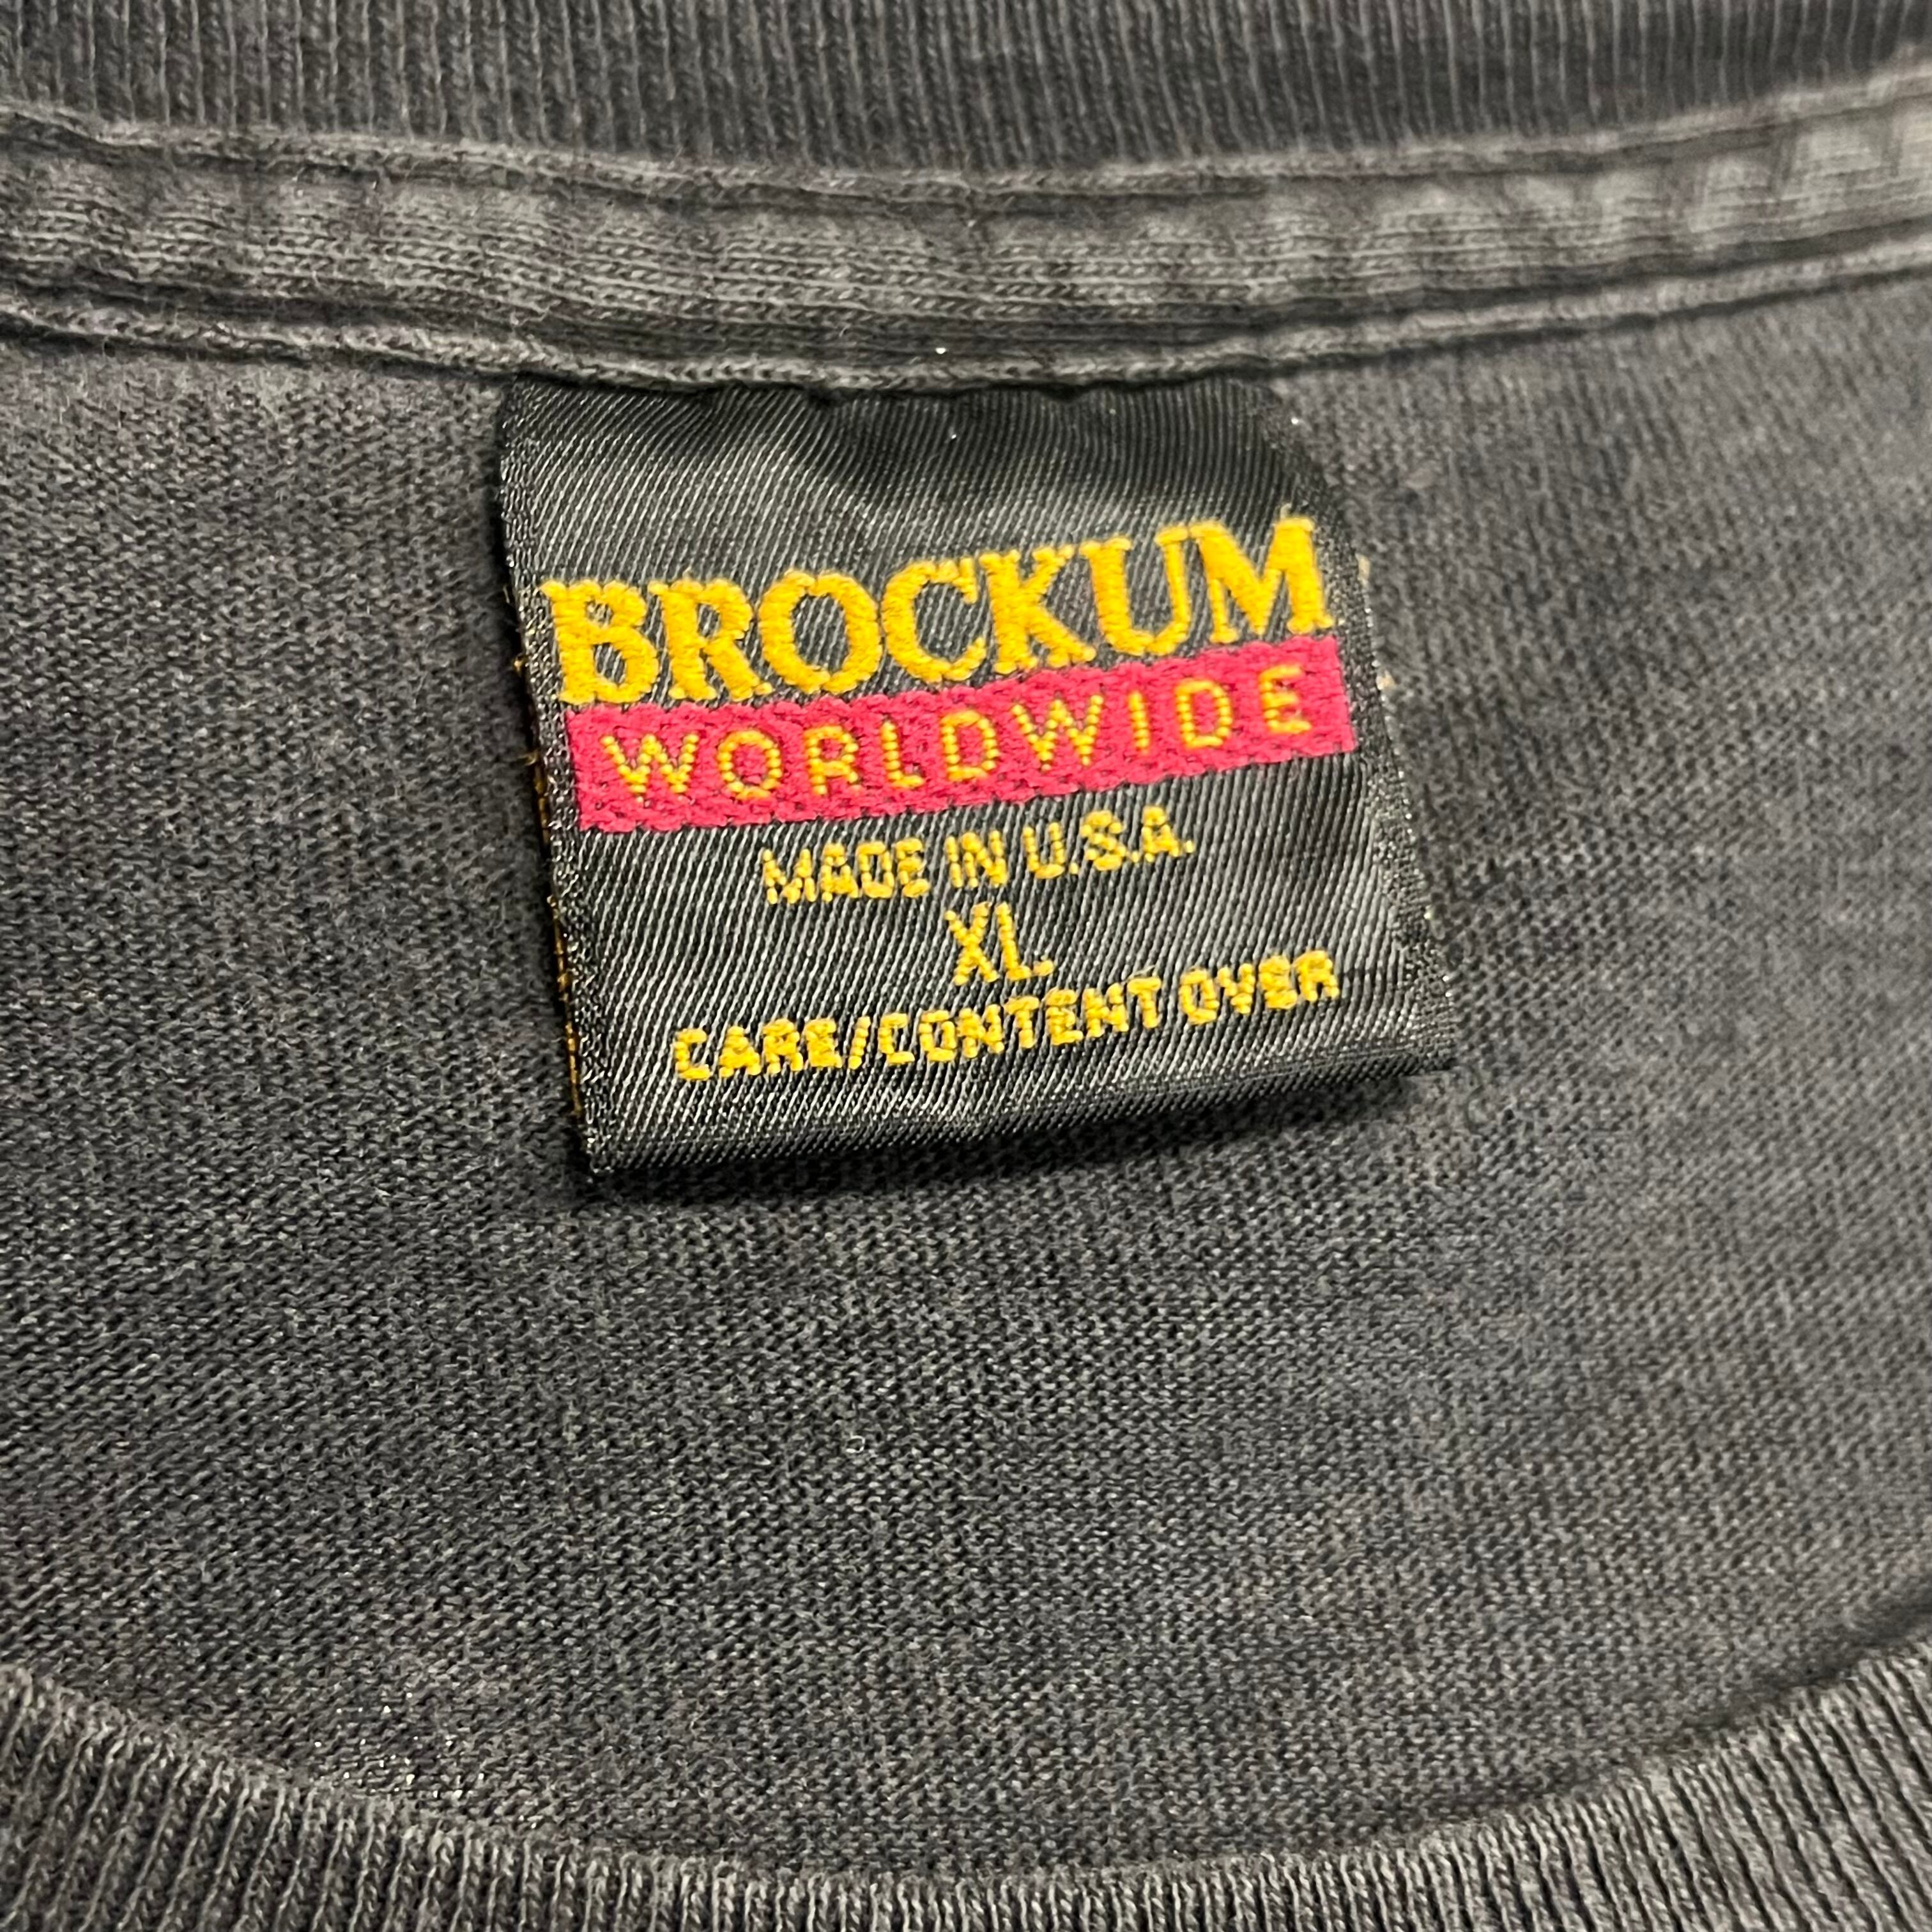 BROCKUM
WORLDWIDE
MADE IN U.S.A.
XL
CARE/CONTENT OVER